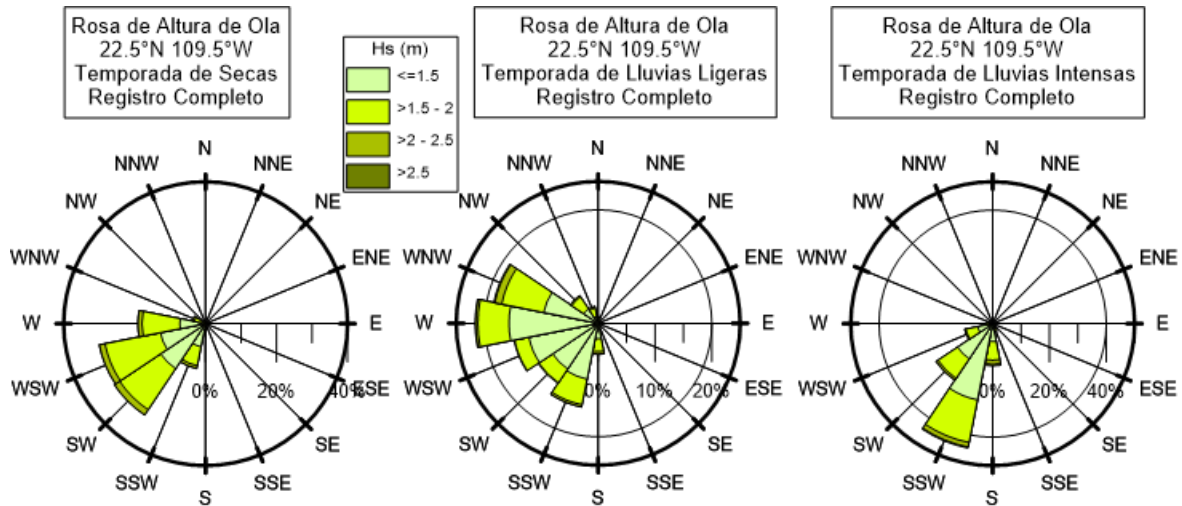 Rosa de Altura de Ola
22.5°N 109.5°W
Temporada de Secas
Registro Completo
Hs (m)
<=1.5
>1.5 - 2
>2 - 2.5
>2.5
Rosa de Altura de Ola
22.5°N 109.5°W
Temporada de Lluvias Ligeras
Registro Completo
Rosa de Altura de Ola
22.5°N 109.5°W
Temporada de Lluvias Intensas
Registro Completo
N
NNE
NE
ENE
E
ESE
SE
SSE
S
SSW
SW
WSW
W
WNW
NW
NNW
0%
20%
40%
N
NNE
NE
ENE
E
ESE
SE
SSE
S
SSW
SW
WSW
W
WNW
NW
NNW
0%
10%
20%
N
NNE
NE
ENE
E
ESE
SE
SSE
S
SSW
SW
WSW
W
WNW
NW
NNW
0%
20%
40%